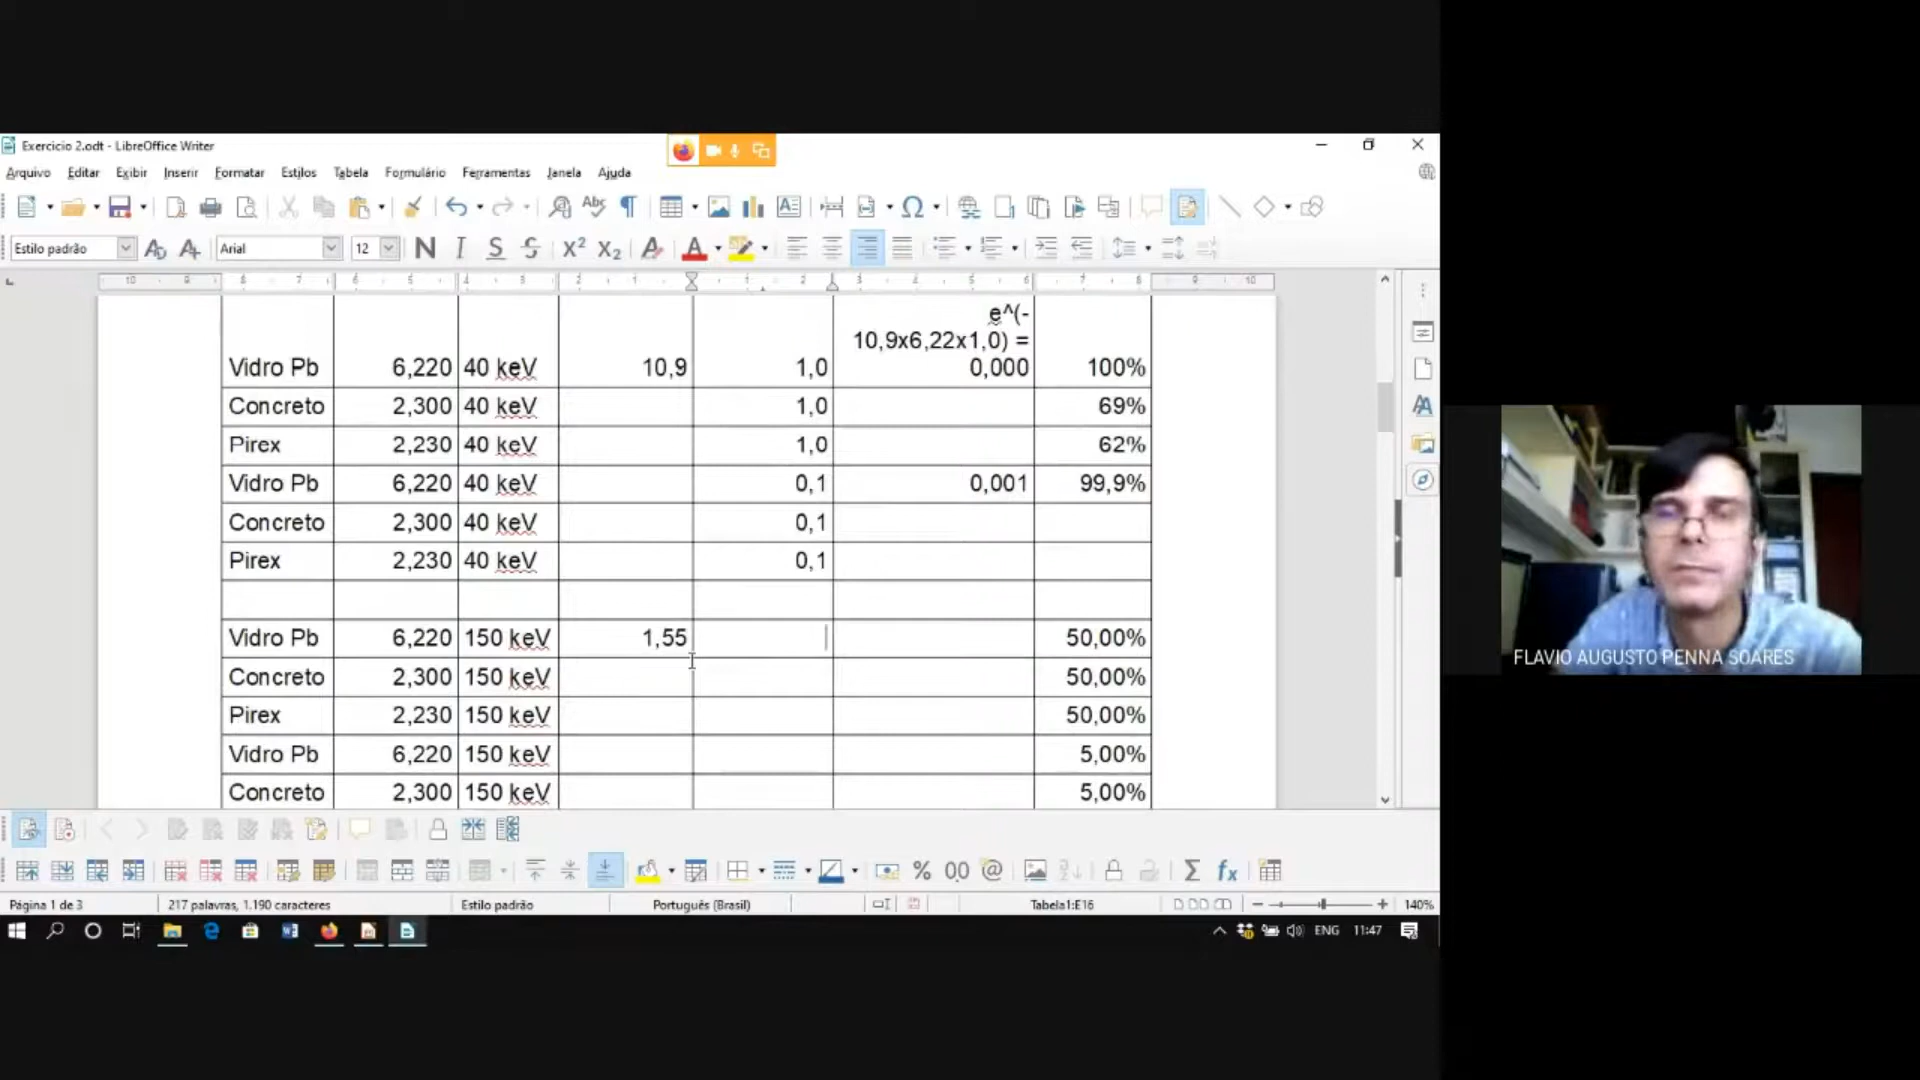 Exercicio 2.odt - LibreOffice Writer
Arquivo Editar Exibir Inserir Formatar Estilos Tabela Formulário Ferramentas Janela Ajuda
Estilo padrão Arial 12 N I S S X² X₂ A
e^(-
10,9x6,22x1,0) =
Vidro Pb 6,220 40 keV 10,9 1,0 0,000 100%
Concreto 2,300 40 keV 1,0 69%
Pirex 2,230 40 keV 1,0 62%
Vidro Pb 6,220 40 keV 0,1 0,001 99,9%
Concreto 2,300 40 keV 0,1
Pirex 2,230 40 keV 0,1
Vidro Pb 6,220 150 keV 1,55 50,00%
Concreto 2,300 150 keV 50,00%
Pirex 2,230 150 keV 50,00%
Vidro Pb 6,220 150 keV 5,00%
Concreto 2,300 150 keV 5,00%
Página 1 de 3 217 palavras, 1.190 caracteres Estilo padrão Português (Brasil) Tabela1:E16 140%
ENG 11:47
FLAVIO AUGUSTO PENNA SOARES